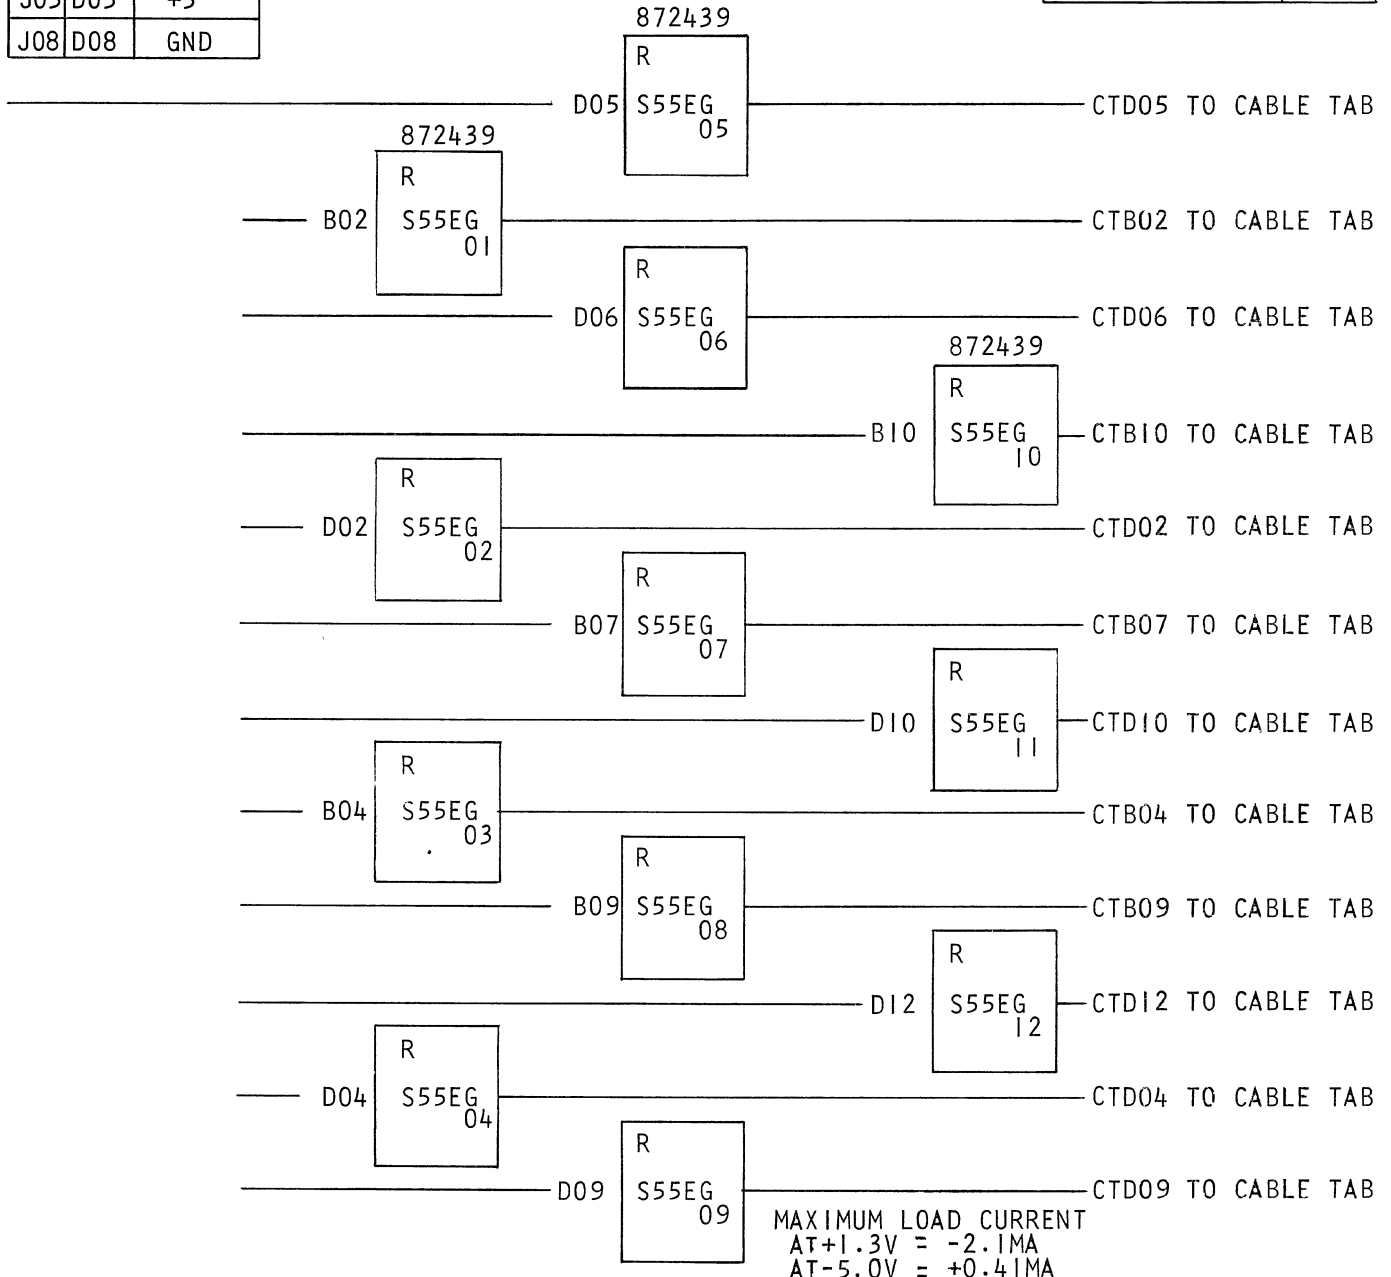 J05 D05 +3
J08 D08 GND
872439
R
D05 S55EG CTD05 TO CABLE TAB
05
872439
R
B02 S55EG CTB02 TO CABLE TAB
01
R
D06 S55EG CTD06 TO CABLE TAB
06
872439
R
B10 S55EG CTB10 TO CABLE TAB
10
R
D02 S55EG CTD02 TO CABLE TAB
02
R
B07 S55EG CTB07 TO CABLE TAB
07
R
D10 S55EG CTD10 TO CABLE TAB
11
R
B04 S55EG CTB04 TO CABLE TAB
03
R
B09 S55EG CTB09 TO CABLE TAB
08
R
D12 S55EG CTD12 TO CABLE TAB
12
R
D04 S55EG CTD04 TO CABLE TAB
04
R
D09 S55EG CTD09 TO CABLE TAB
09
MAXIMUM LOAD CURRENT
AT+1.3V = -2.1MA
AT-5.0V = +0.41MA